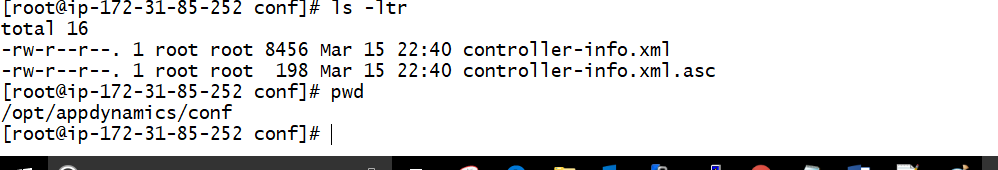 [root@ip-172-31-85-252 conf]# ls -ltr
total 16
-rw-r--r--. 1 root root 8456 Mar 15 22:40 controller-info.xml
-rw-r--r--. 1 root root  198 Mar 15 22:40 controller-info.xml.asc
[root@ip-172-31-85-252 conf]# pwd
/opt/appdynamics/conf
[root@ip-172-31-85-252 conf]#